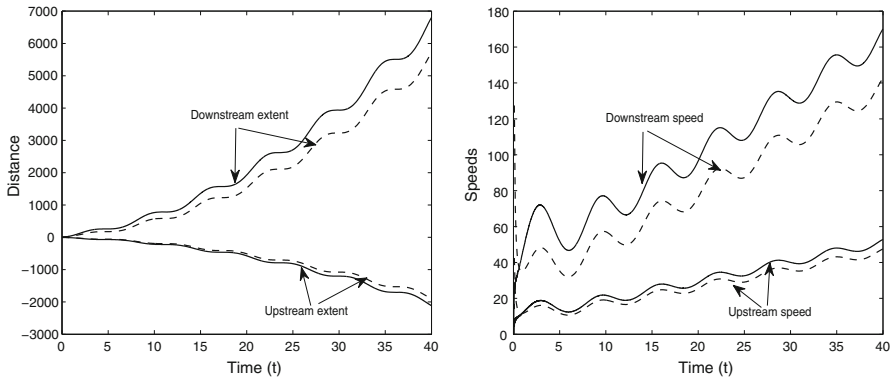 7000
6000
5000
4000
3000
2000
1000
0
−1000
−2000
−3000
Distance
Downstream extent
Upstream extent
0 5 10 15 20 25 30 35 40
Time (t)
180
160
140
120
100
80
60
40
20
0
Speeds
Downstream speed
Upstream speed
0 5 10 15 20 25 30 35 40
Time (t)